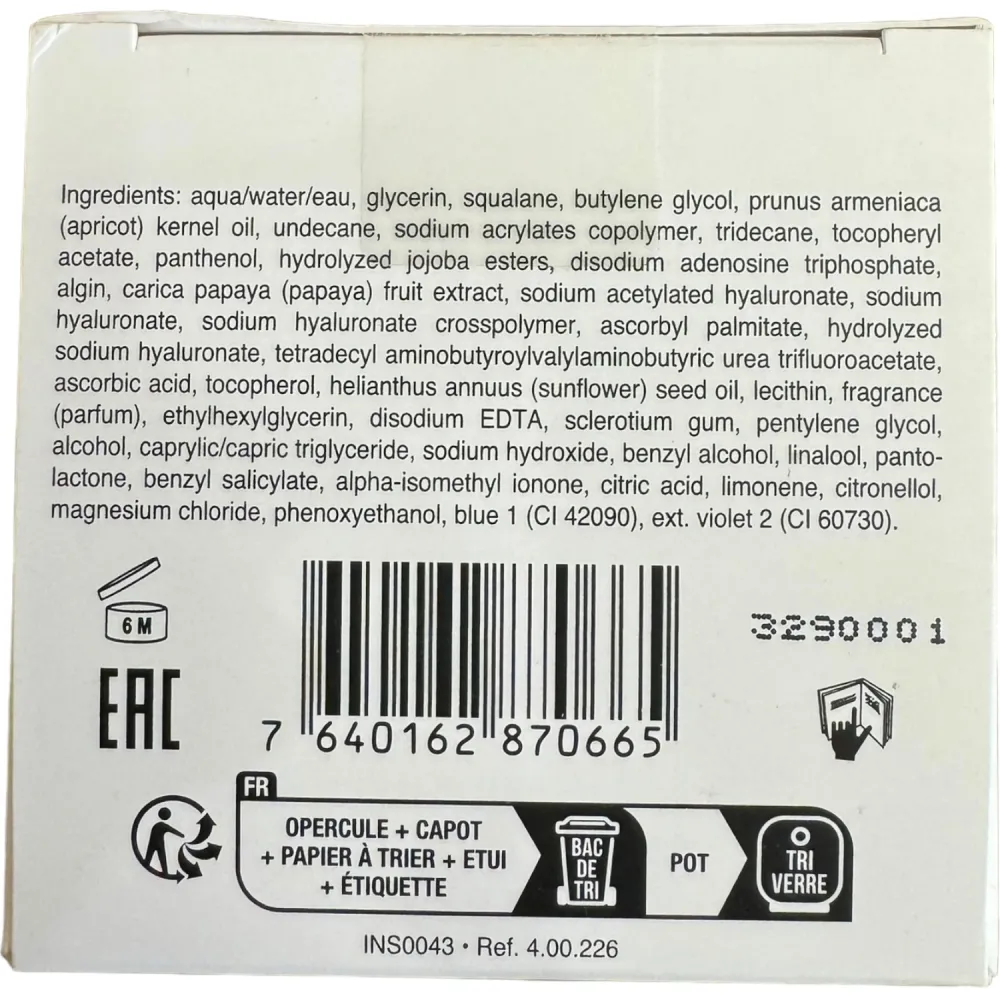 Ingredients: aqua/water/eau, glycerin, squalane, butylene glycol, prunus armeniaca
(apricot) kernel oil, undecane, sodium acrylates copolymer, tridecane, tocopheryl
acetate, panthenol, hydrolyzed jojoba esters, disodium adenosine triphosphate,
algin, carica papaya (papaya) fruit extract, sodium acetylated hyaluronate, sodium
hyaluronate, sodium hyaluronate crosspolymer, ascorbyl palmitate, hydrolyzed
sodium hyaluronate, tetradecyl aminobutyroylvalylaminobutyric urea trifluoroacetate,
ascorbic acid, tocopherol, helianthus annuus (sunflower) seed oil, lecithin, fragrance
(parfum), ethylhexylglycerin, disodium EDTA, sclerotium gum, pentylene glycol,
alcohol, caprylic/capric triglyceride, sodium hydroxide, benzyl alcohol, linalool, panto-
lactone, benzyl salicylate, alpha-isomethyl ionone, citric acid, limonene, citronellol,
magnesium chloride, phenoxyethanol, blue 1 (CI 42090), ext. violet 2 (CI 60730).
6 M
3290001
EAC
7 640162 870665
FR
OPERCULE + CAPOT
+ PAPIER À TRIER + ETUI
+ ÉTIQUETTE
BAC
DE
TRI
POT
TRI
VERRE
INS0043 • Ref. 4.00.226